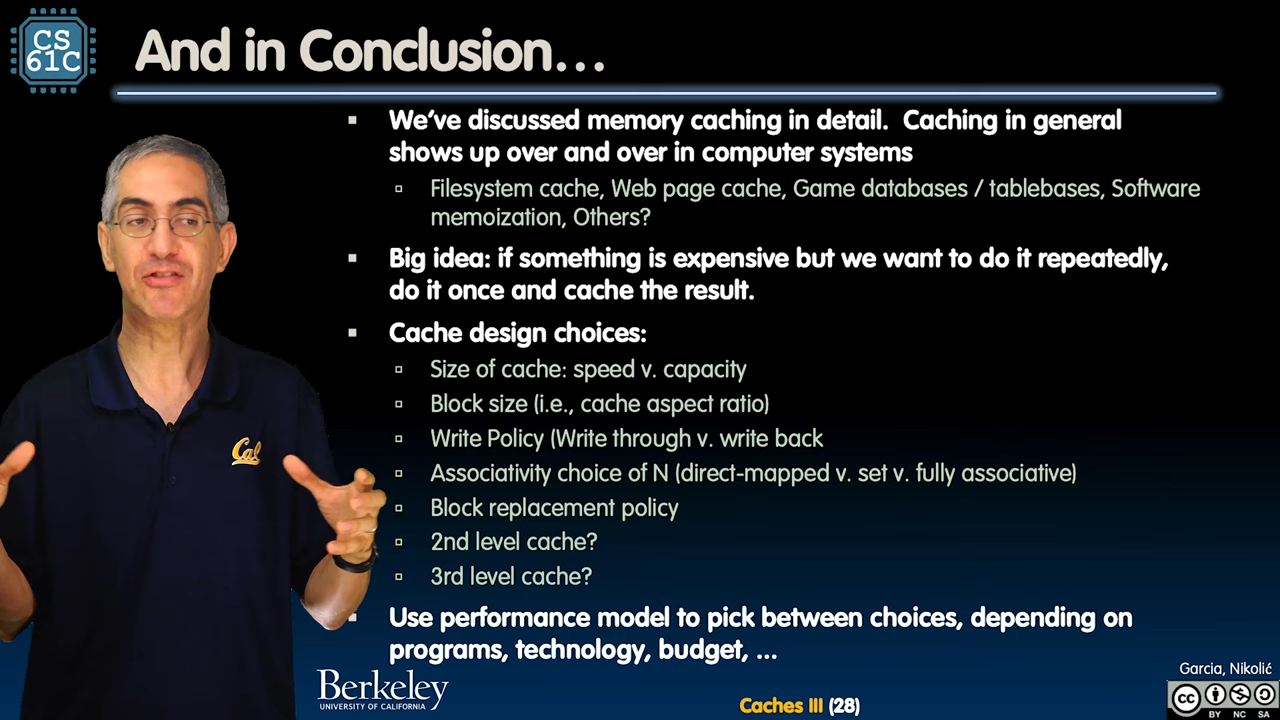 CS
61C
And in Conclusion…
▪ We've discussed memory caching in detail.  Caching in general
shows up over and over in computer systems
▫ Filesystem cache, Web page cache, Game databases / tablebases, Software
memoization, Others?
▪ Big idea: if something is expensive but we want to do it repeatedly,
do it once and cache the result.
▪ Cache design choices:
▫ Size of cache: speed v. capacity
▫ Block size (i.e., cache aspect ratio)
▫ Write Policy (Write through v. write back
▫ Associativity choice of N (direct-mapped v. set v. fully associative)
▫ Block replacement policy
▫ 2nd level cache?
▫ 3rd level cache?
▪ Use performance model to pick between choices, depending on
programs, technology, budget, ...
Cal
Berkeley
UNIVERSITY OF CALIFORNIA
Caches III (28)
Garcia, Nikolić
cc
BY NC SA